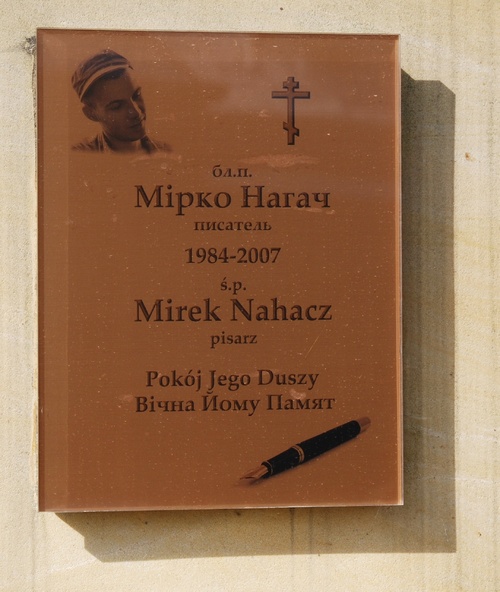 бл.п.
Мірко Нагач
писатель
1984-2007
ś.p.
Mirek Nahacz
pisarz
Pokój Jego Duszy
Вічна Йому Памят